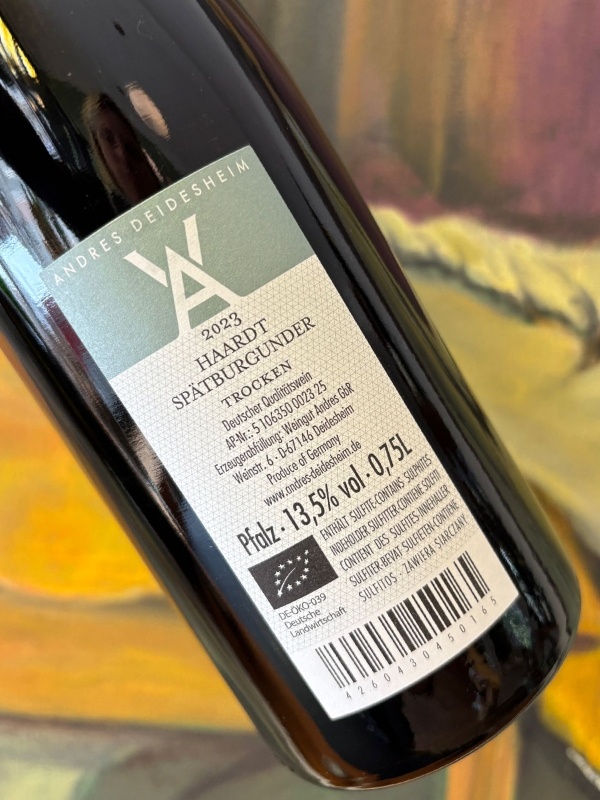 ANDRES DEIDESHEIM
2023
HAARDT
SPÄTBURGUNDER
TROCKEN
Deutscher Qualitätswein
AP-Nr.: 5 106350 0023 25
Erzeugerabfüllung: Weingut Andres GbR
Weinstr. 6 · D-67146 Deidesheim
Produce of Germany
www.andres-deidesheim.de
Pfalz · 13,5% vol · 0,75L
ENTHÄLT SULFITE-CONTAINS SULPHITES
INDEHOLDER SULFITTER-CONTIENE SOLFITI
CONTIENT DES SULFITES-INNEHALLER
SULFITER-BEVAT SULFIETEN-CONTIENE
SULFITOS · ZAWIERA SIARCZANY
DE-ÖKO-039
Deutsche
Landwirtschaft
4260430450165